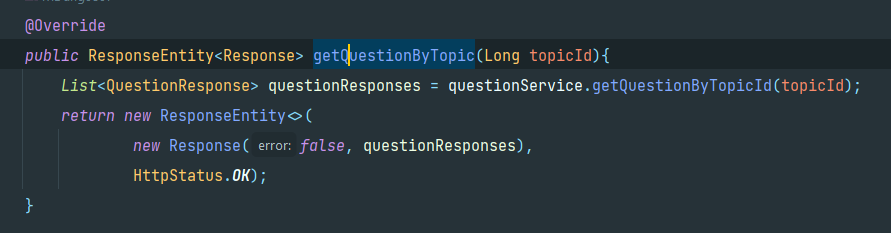 @Override
public ResponseEntity<Response> getQuestionByTopic(Long topicId){
List<QuestionResponse> questionResponses = questionService.getQuestionByTopicId(topicId);
return new ResponseEntity<>(
new Response( error: false, questionResponses),
HttpStatus.OK);
}